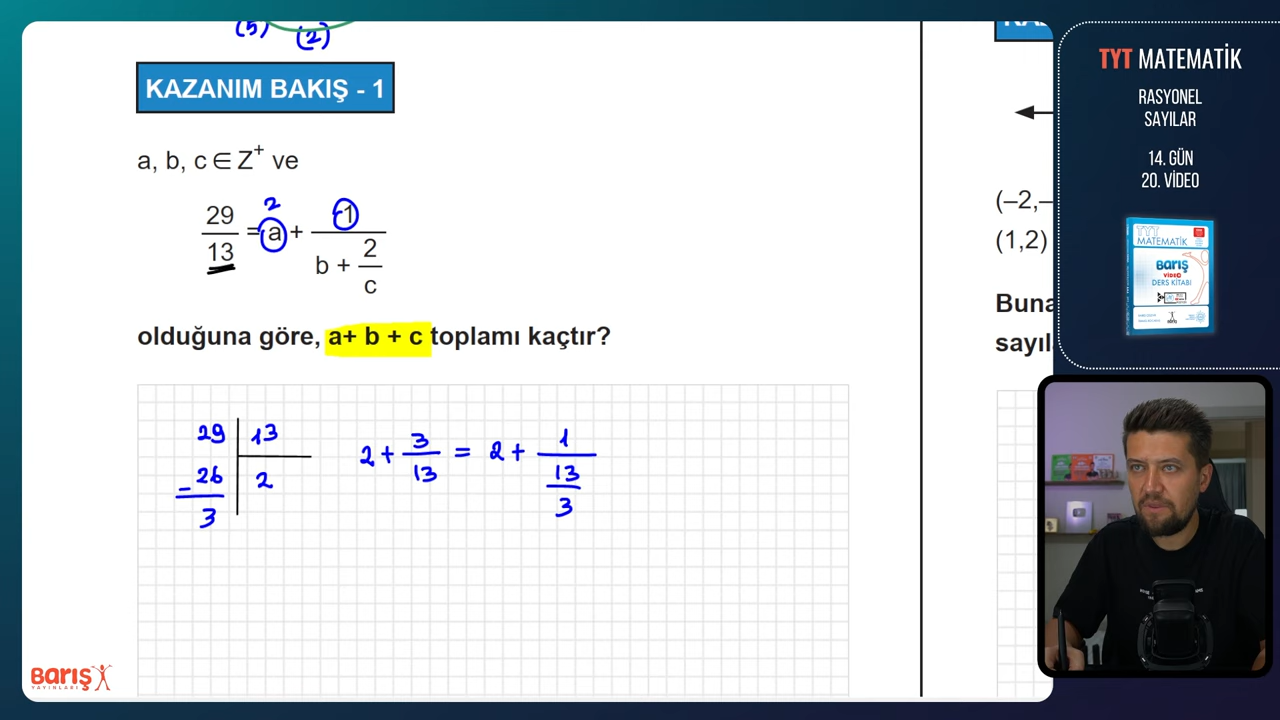 (5) (2)
KAZANIM BAKIŞ - 1
a, b, c ∈ Z⁺ ve
2
29/13 = a + 1/(b + 2/c)
olduğuna göre, a+ b + c toplamı kaçtır?
29 | 13
-26 | 2
3
2 + 3/13 = 2 + 1/(13/3)
(–2,–
(1,2)
Buna
sayıl
TYT MATEMATİK
RASYONEL
SAYILAR
14. GÜN
20. VİDEO
TYT
MATEMATİK
BARIŞ
VİDEO
DERS KİTABI
BARIŞ
YAYINLARI